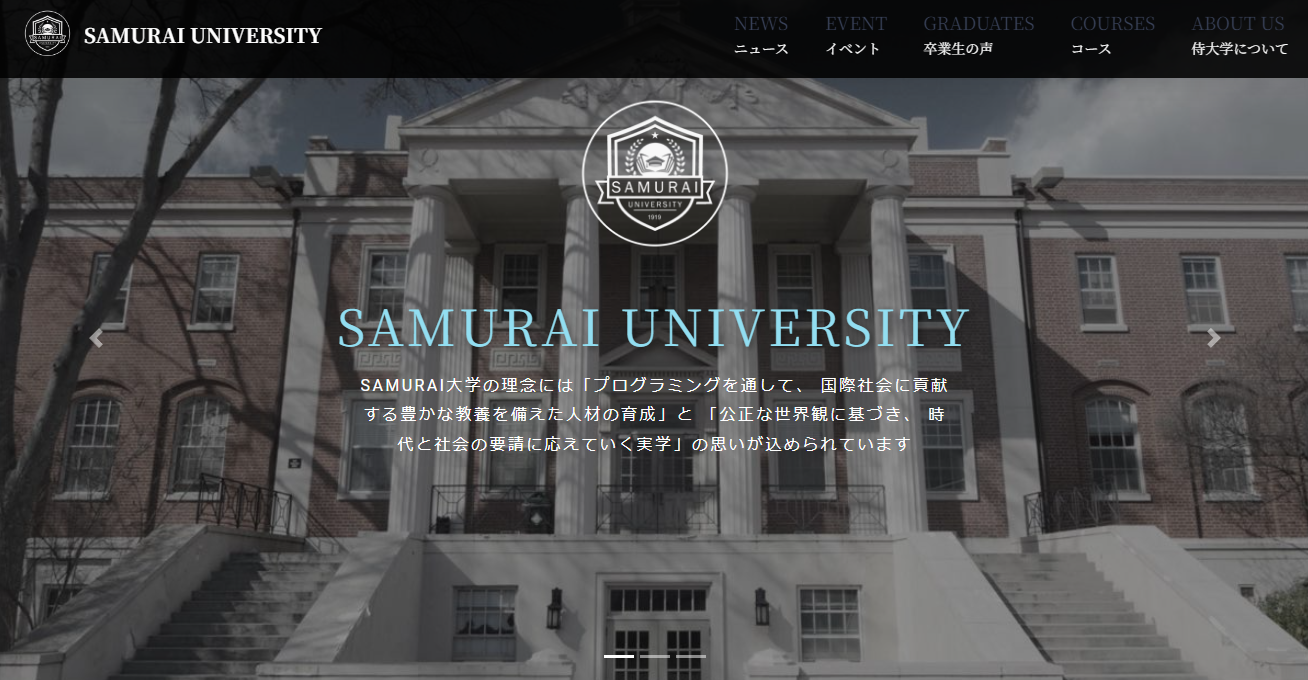 SAMURAI UNIVERSITY
NEWS
ニュース
EVENT
イベント
GRADUATES
卒業生の声
COURSES
コース
ABOUT US
侍大学について
SAMURAI
UNIVERSITY
1919
SAMURAI UNIVERSITY
SAMURAI大学の理念には「プログラミングを通して、 国際社会に貢献
する豊かな教養を備えた人材の育成」と 「公正な世界観に基づき、 時
代と社会の要請に応えていく実学」の思いが込められています